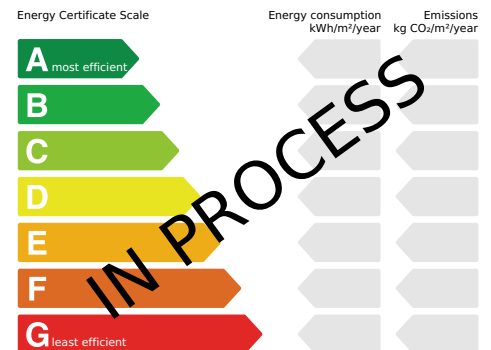 Energy Certificate Scale
Energy consumption
kWh/m²/year
Emissions
kg CO₂/m²/year
A most efficient
B
C
D
E
F
G least efficient
IN PROCESS